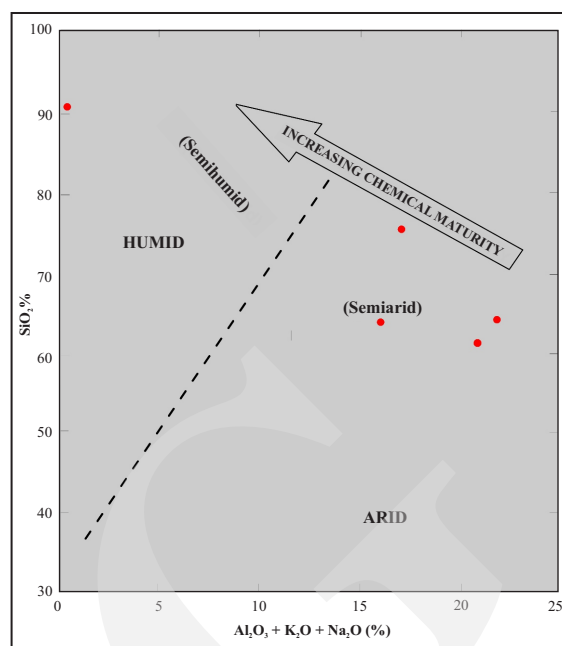 100
90
80
70
60
50
40
30
SiO₂%
INCREASING CHEMICAL MATURITY
(Semihumid)
HUMID
(Semiarid)
ARID
0
5
10
15
20
25
Al₂O₃ + K₂O + Na₂O (%)